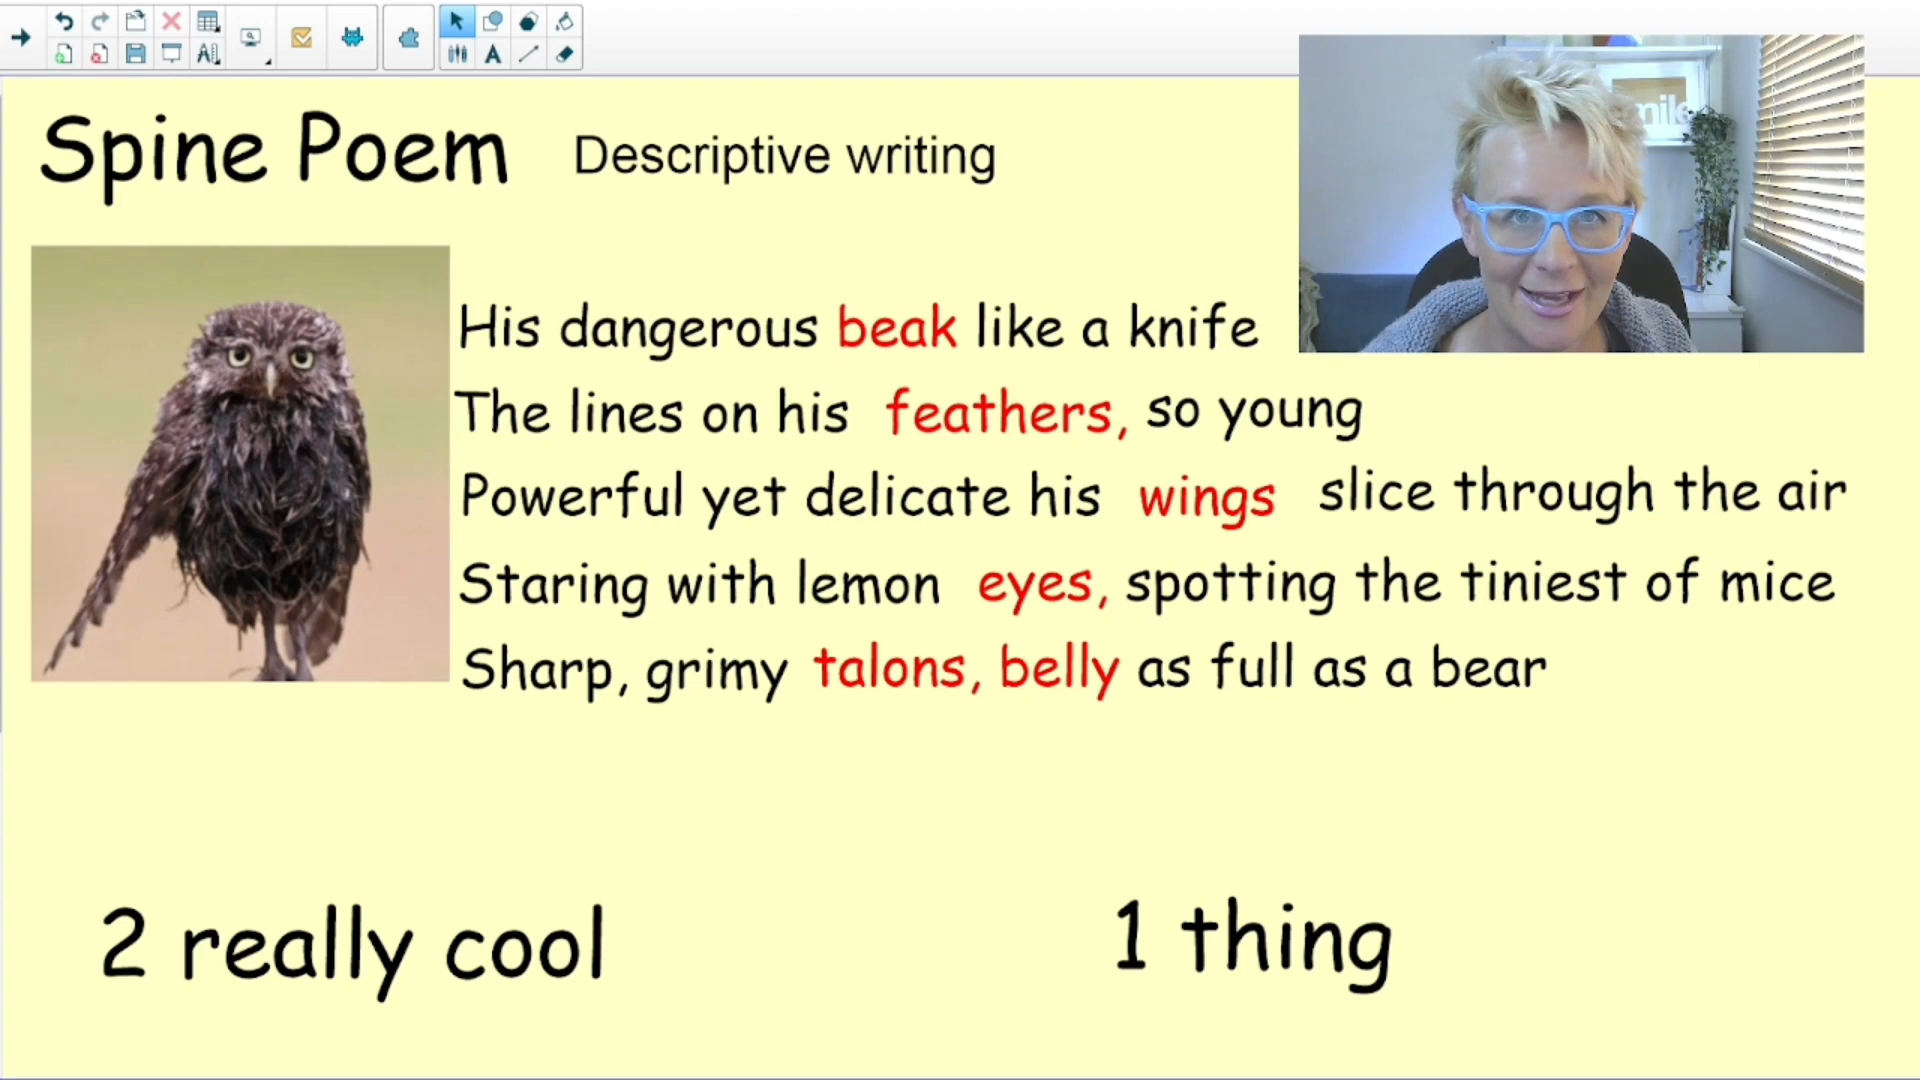 Spine Poem Descriptive writing
His dangerous beak like a knife
The lines on his feathers, so young
Powerful yet delicate his wings slice through the air
Staring with lemon eyes, spotting the tiniest of mice
Sharp, grimy talons, belly as full as a bear
2 really cool
1 thing